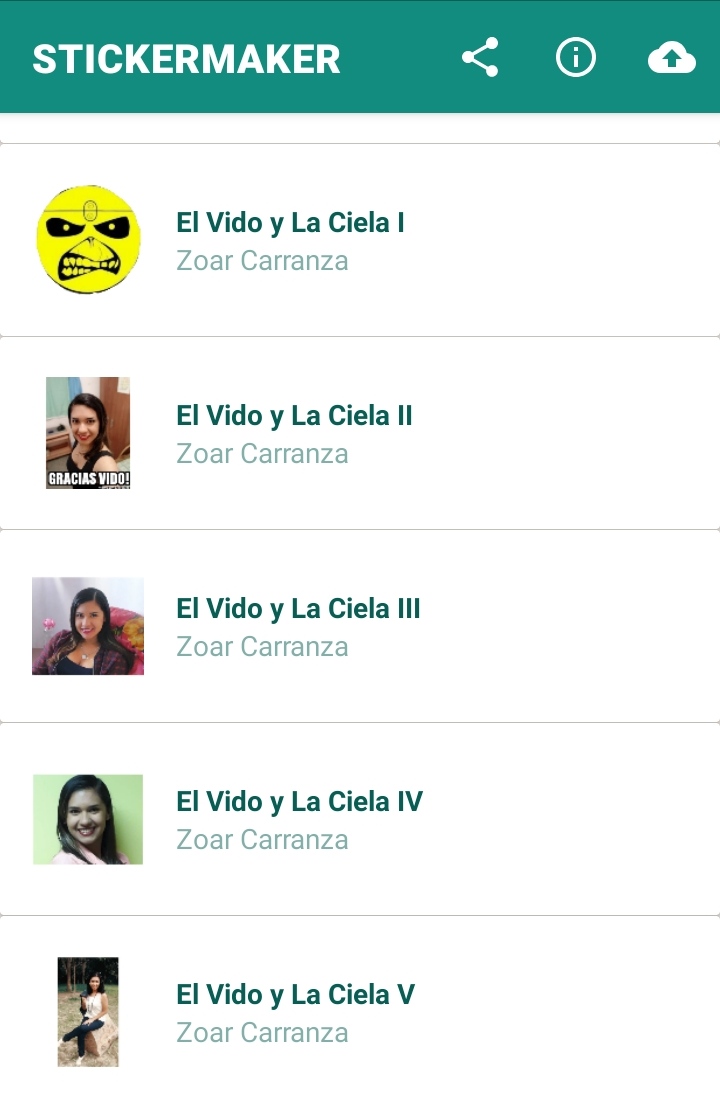 STICKERMAKER
El Vido y La Ciela I
Zoar Carranza
El Vido y La Ciela II
Zoar Carranza
GRACIAS VIDO!
El Vido y La Ciela III
Zoar Carranza
El Vido y La Ciela IV
Zoar Carranza
El Vido y La Ciela V
Zoar Carranza